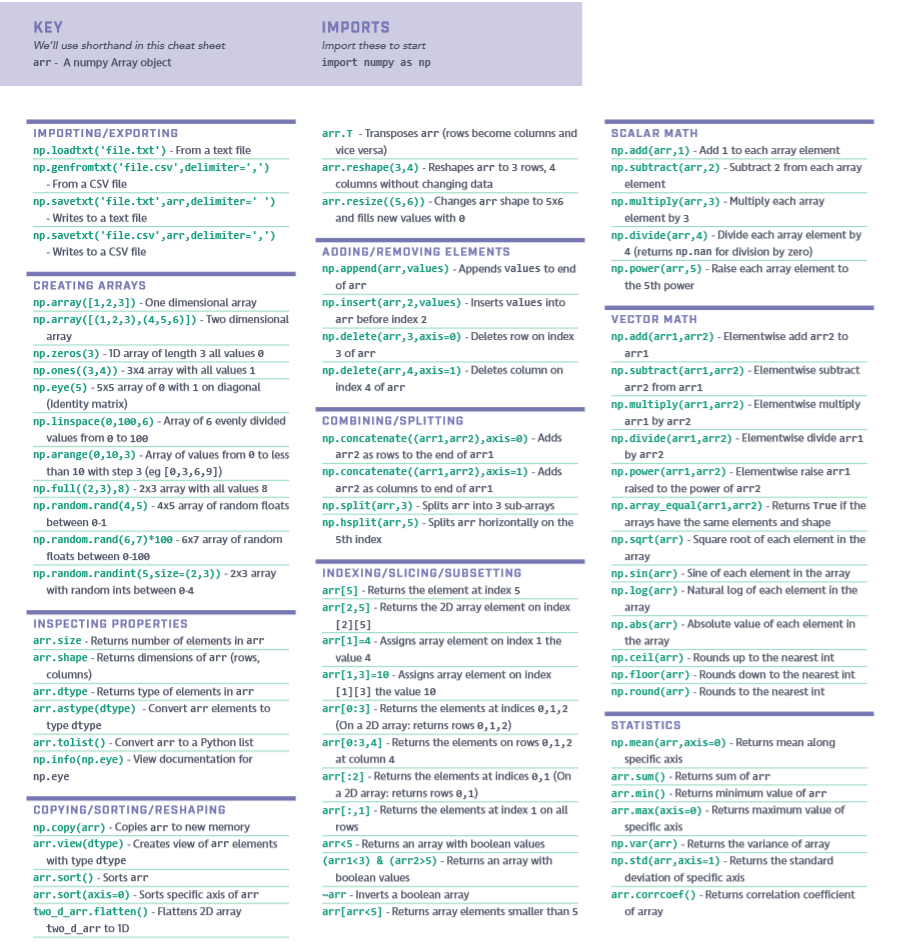 KEY
We'll use shorthand in this cheat sheet
arr - A numpy Array object
IMPORTS
Import these to start
import numpy as np
IMPORTING/EXPORTING
np.loadtxt('file.txt') - From a text file
np.genfromtxt('file.csv',delimiter=',')
- From a CSV file
np.savetxt('file.txt',arr,delimiter=' ')
- Writes to a text file
np.savetxt('file.csv',arr,delimiter=',')
- Writes to a CSV file
CREATING ARRAYS
np.array([1,2,3]) - One dimensional array
np.array([(1,2,3),(4,5,6)]) - Two dimensional
array
np.zeros(3) - 1D array of length 3 all values 0
np.ones((3,4)) - 3x4 array with all values 1
np.eye(5) - 5x5 array of 0 with 1 on diagonal
(Identity matrix)
np.linspace(0,100,6) - Array of 6 evenly divided
values from 0 to 100
np.arange(0,10,3) - Array of values from 0 to less
than 10 with step 3 (eg [0,3,6,9])
np.full((2,3),8) - 2x3 array with all values 8
np.random.rand(4,5) - 4x5 array of random floats
between 0-1
np.random.rand(6,7)*100 - 6x7 array of random
floats between 0-100
np.random.randint(5,size=(2,3)) - 2x3 array
with random ints between 0-4
INSPECTING PROPERTIES
arr.size - Returns number of elements in arr
arr.shape - Returns dimensions of arr (rows,
columns)
arr.dtype - Returns type of elements in arr
arr.astype(dtype) - Convert arr elements to
type dtype
arr.tolist() - Convert arr to a Python list
np.info(np.eye) - View documentation for
np.eye
COPYING/SORTING/RESHAPING
np.copy(arr) - Copies arr to new memory
arr.view(dtype) - Creates view of arr elements
with type dtype
arr.sort() - Sorts arr
arr.sort(axis=0) - Sorts specific axis of arr
two_d_arr.flatten() - Flattens 2D array
two_d_arr to 1D
arr.T - Transposes arr (rows become columns and
vice versa)
arr.reshape(3,4) - Reshapes arr to 3 rows, 4
columns without changing data
arr.resize((5,6)) - Changes arr shape to 5x6
and fills new values with 0
ADDING/REMOVING ELEMENTS
np.append(arr,values) - Appends values to end
of arr
np.insert(arr,2,values) - Inserts values into
arr before index 2
np.delete(arr,3,axis=0) - Deletes row on index
3 of arr
np.delete(arr,4,axis=1) - Deletes column on
index 4 of arr
COMBINING/SPLITTING
np.concatenate((arr1,arr2),axis=0) - Adds
arr2 as rows to the end of arr1
np.concatenate((arr1,arr2),axis=1) - Adds
arr2 as columns to end of arr1
np.split(arr,3) - Splits arr into 3 sub-arrays
np.hsplit(arr,5) - Splits arr horizontally on the
5th index
INDEXING/SLICING/SUBSETTING
arr[5] - Returns the element at index 5
arr[2,5] - Returns the 2D array element on index
[2][5]
arr[1]=4 - Assigns array element on index 1 the
value 4
arr[1,3]=10 - Assigns array element on index
[1][3] the value 10
arr[0:3] - Returns the elements at indices 0,1,2
(On a 2D array: returns rows 0,1,2)
arr[0:3,4] - Returns the elements on rows 0,1,2
at column 4
arr[:2] - Returns the elements at indices 0,1 (On
a 2D array: returns rows 0,1)
arr[:,1] - Returns the elements at index 1 on all
rows
arr<5 - Returns an array with boolean values
(arr1<3) & (arr2>5) - Returns an array with
boolean values
~arr - Inverts a boolean array
arr[arr<5] - Returns array elements smaller than 5
SCALAR MATH
np.add(arr,1) - Add 1 to each array element
np.subtract(arr,2) - Subtract 2 from each array
element
np.multiply(arr,3) - Multiply each array
element by 3
np.divide(arr,4) - Divide each array element by
4 (returns np.nan for division by zero)
np.power(arr,5) - Raise each array element to
the 5th power
VECTOR MATH
np.add(arr1,arr2) - Elementwise add arr2 to
arr1
np.subtract(arr1,arr2) - Elementwise subtract
arr2 from arr1
np.multiply(arr1,arr2) - Elementwise multiply
arr1 by arr2
np.divide(arr1,arr2) - Elementwise divide arr1
by arr2
np.power(arr1,arr2) - Elementwise raise arr1
raised to the power of arr2
np.array_equal(arr1,arr2) - Returns True if the
arrays have the same elements and shape
np.sqrt(arr) - Square root of each element in the
array
np.sin(arr) - Sine of each element in the array
np.log(arr) - Natural log of each element in the
array
np.abs(arr) - Absolute value of each element in
the array
np.ceil(arr) - Rounds up to the nearest int
np.floor(arr) - Rounds down to the nearest int
np.round(arr) - Rounds to the nearest int
STATISTICS
np.mean(arr,axis=0) - Returns mean along
specific axis
arr.sum() - Returns sum of arr
arr.min() - Returns minimum value of arr
arr.max(axis=0) - Returns maximum value of
specific axis
np.var(arr) - Returns the variance of array
np.std(arr,axis=1) - Returns the standard
deviation of specific axis
arr.corrcoef() - Returns correlation coefficient
of array